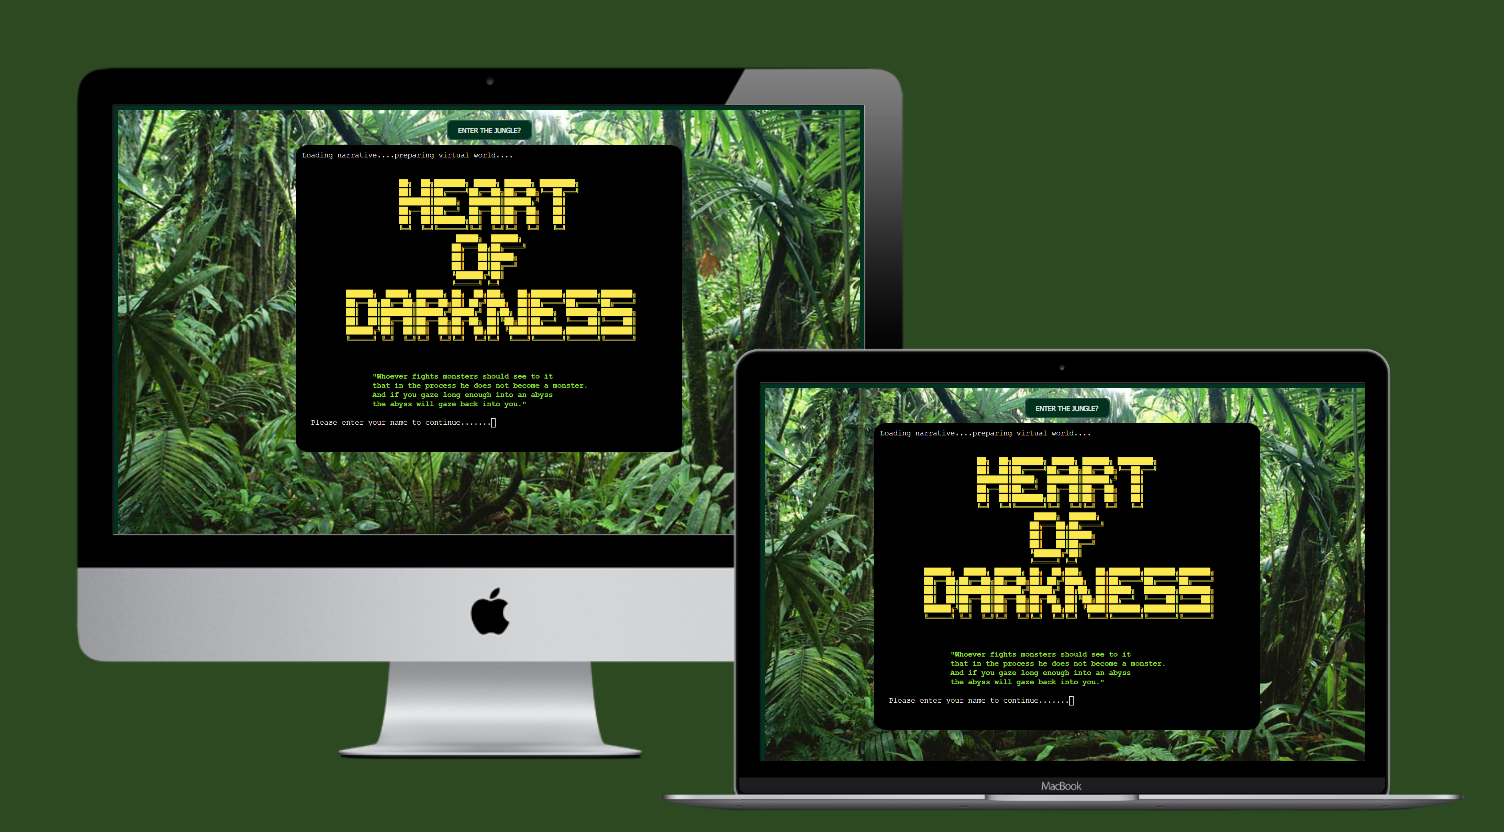 ENTER THE JUNGLE?
Loading narrative....preparing virtual world....
HEART
OF
DARKNESS
"Whoever fights monsters should see to it
that in the process he does not become a monster.
And if you gaze long enough into an abyss
the abyss will gaze back into you."
Please enter your name to continue.......
ENTER THE JUNGLE?
Loading narrative....preparing virtual world....
HEART
OF
DARKNESS
"Whoever fights monsters should see to it
that in the process he does not become a monster.
And if you gaze long enough into an abyss
the abyss will gaze back into you."
Please enter your name to continue.......
MacBook